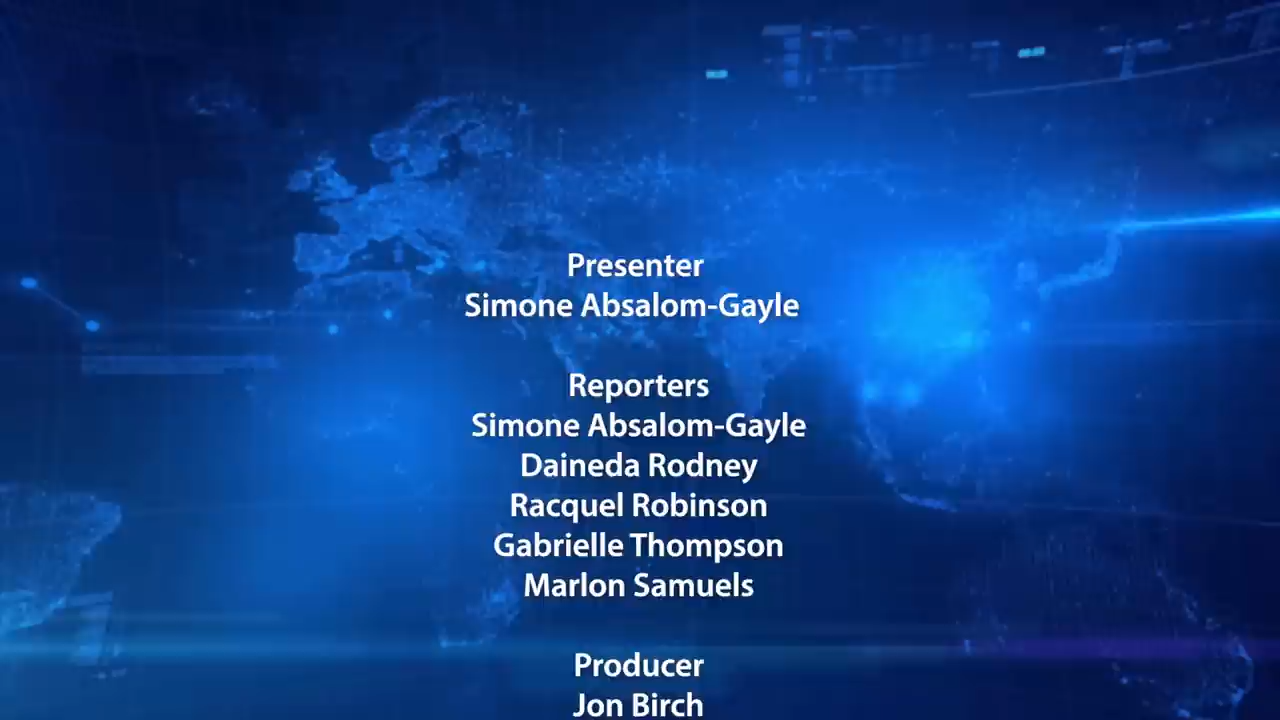 Presenter
Simone Absalom-Gayle
Reporters
Simone Absalom-Gayle
Daineda Rodney
Racquel Robinson
Gabrielle Thompson
Marlon Samuels
Producer
Jon Birch